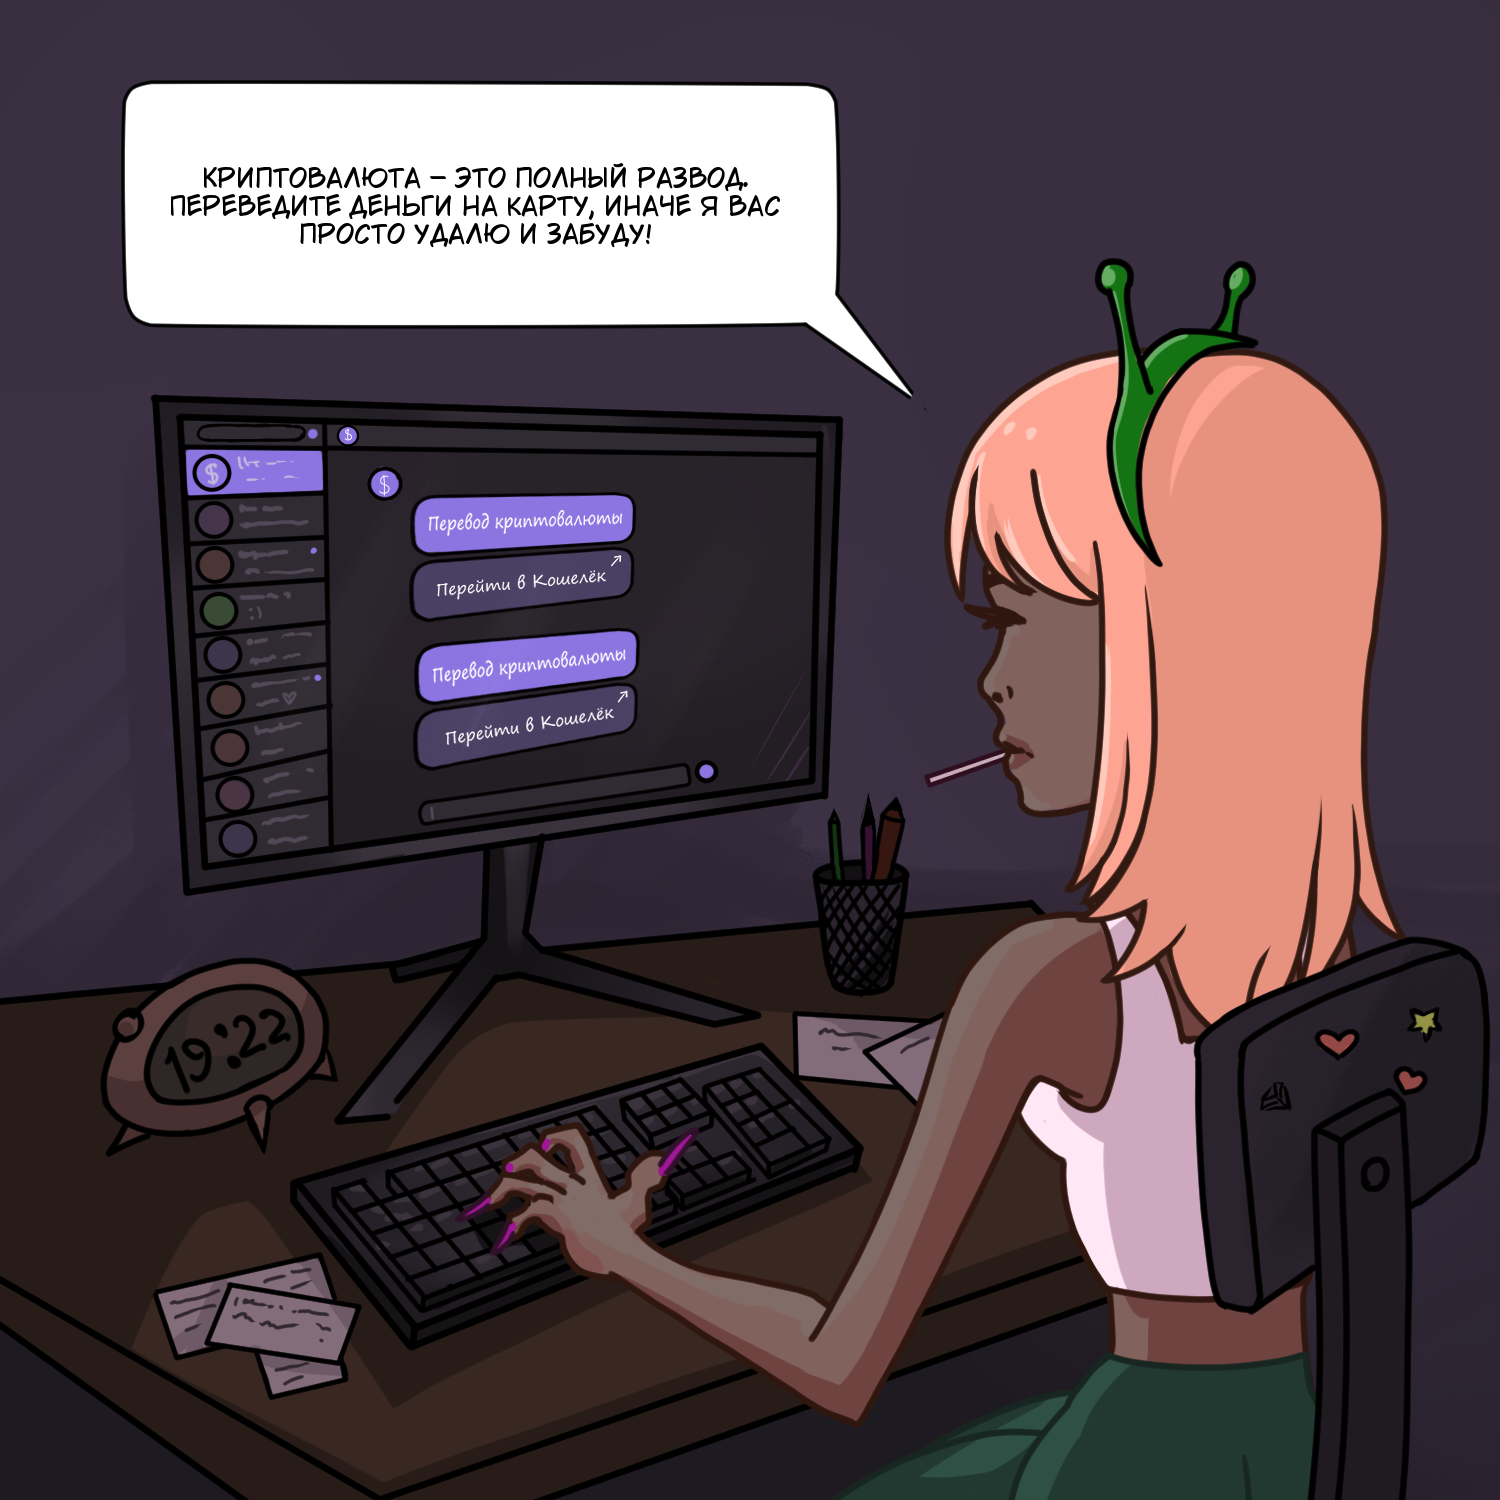 КРИПТОВАЛЮТА – ЭТО ПОЛНЫЙ РАЗВОД.
ПЕРЕВЕДИТЕ ДЕНЬГИ НА КАРТУ, ИНАЧЕ Я ВАС
ПРОСТО УДАЛЮ И ЗАБУДУ!
$
$
$
Перевод криптовалюты
Перейти в Кошелёк
:)
Перевод криптовалюты
Перейти в Кошелёк
19:22